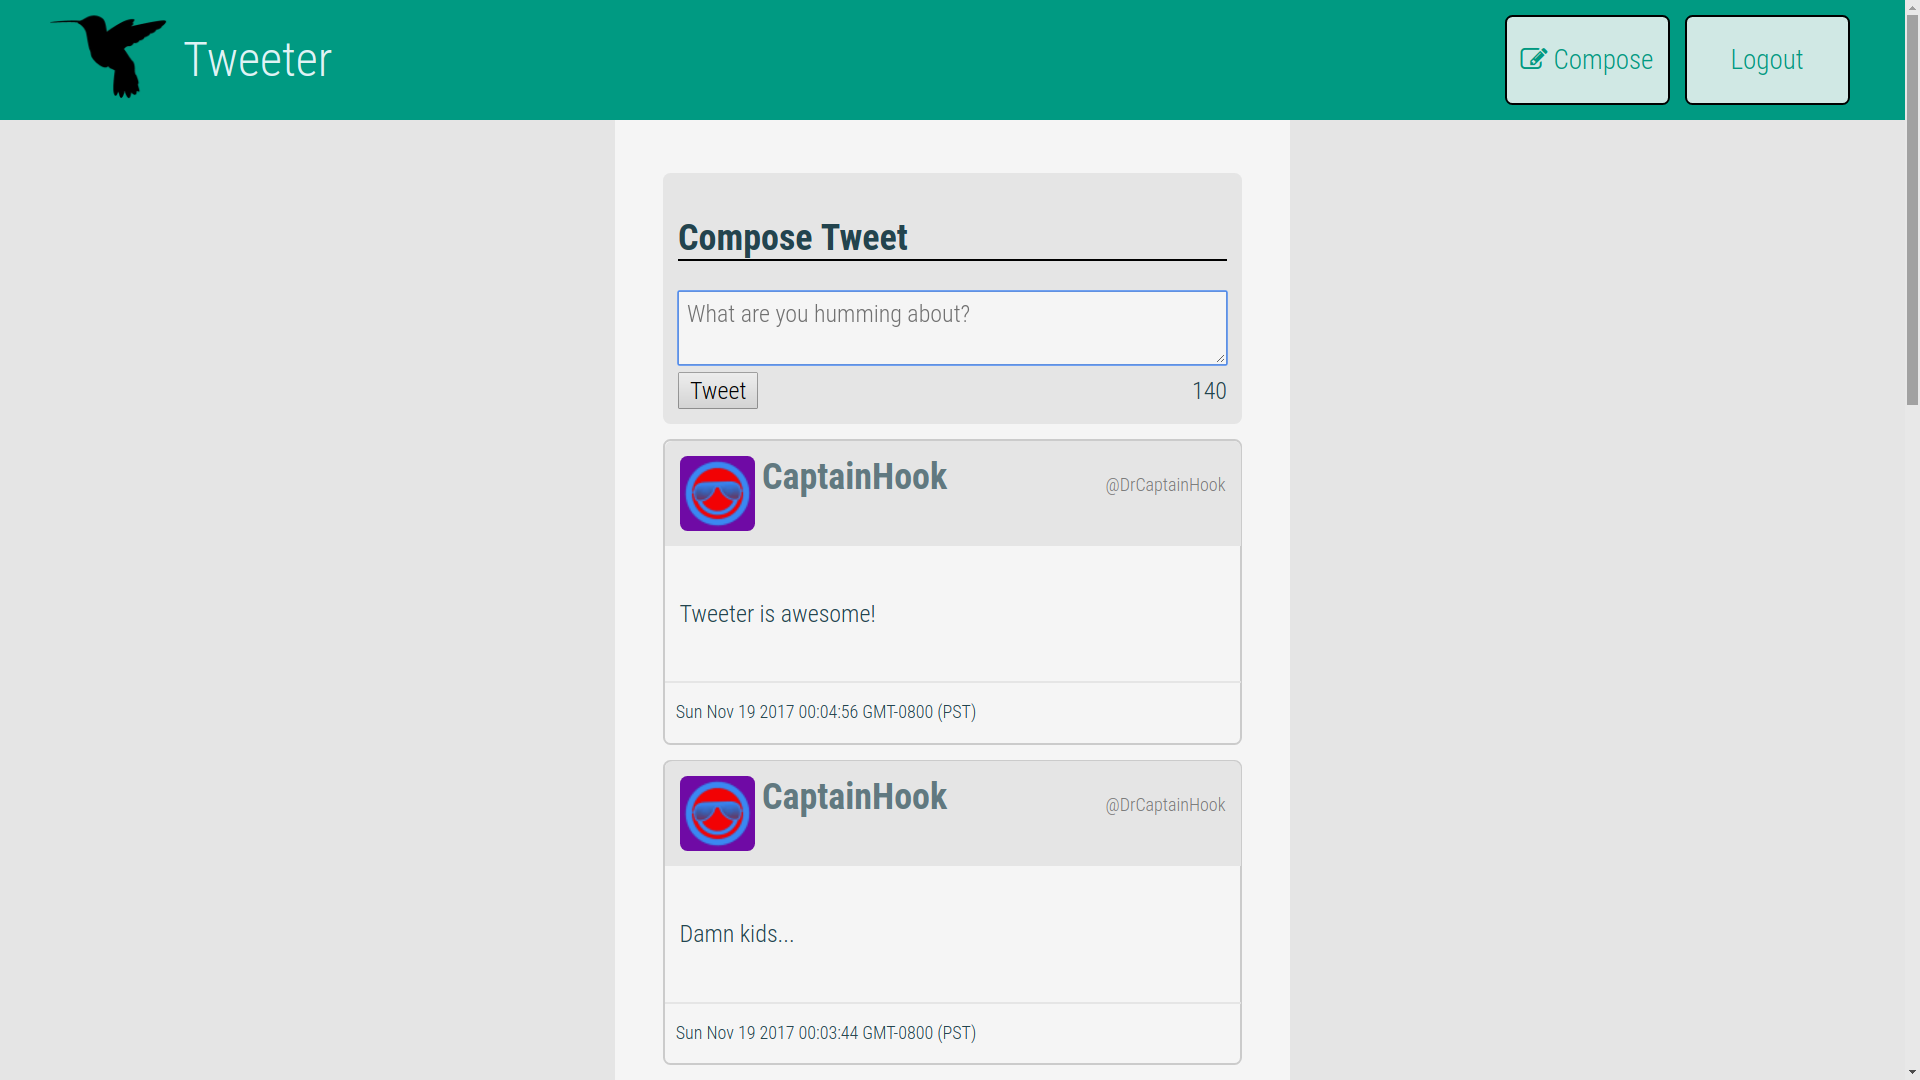 Tweeter
Compose
Logout
Compose Tweet
What are you humming about?
Tweet
140
CaptainHook
@DrCaptainHook
Tweeter is awesome!
Sun Nov 19 2017 00:04:56 GMT-0800 (PST)
CaptainHook
@DrCaptainHook
Damn kids...
Sun Nov 19 2017 00:03:44 GMT-0800 (PST)